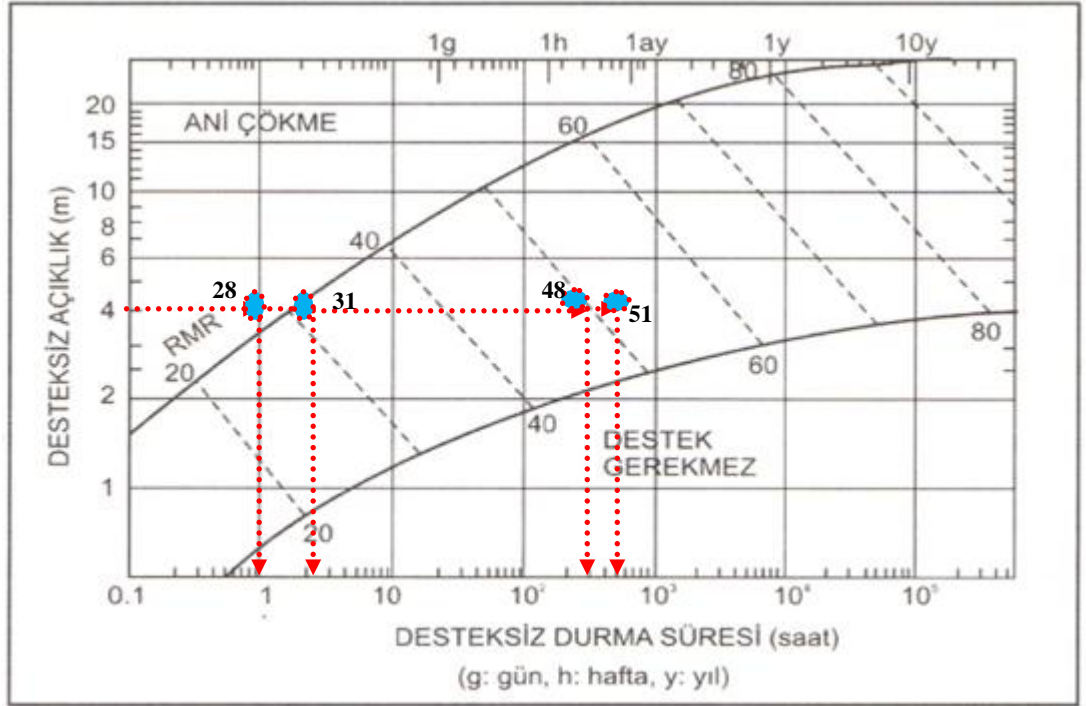 1g 1h 1ay 1y 10y
80
20
ANİ ÇÖKME
60
15
10
8
40
6
28 31 48 51
4
RMR
20
80
60
2
40
DESTEK
GEREKMEZ
1
20
DESTEKSİZ AÇIKLIK (m)
0.1 1 10 10² 10³ 10⁴ 10⁵
DESTEKSİZ DURMA SÜRESİ (saat)
(g: gün, h: hafta, y: yıl)